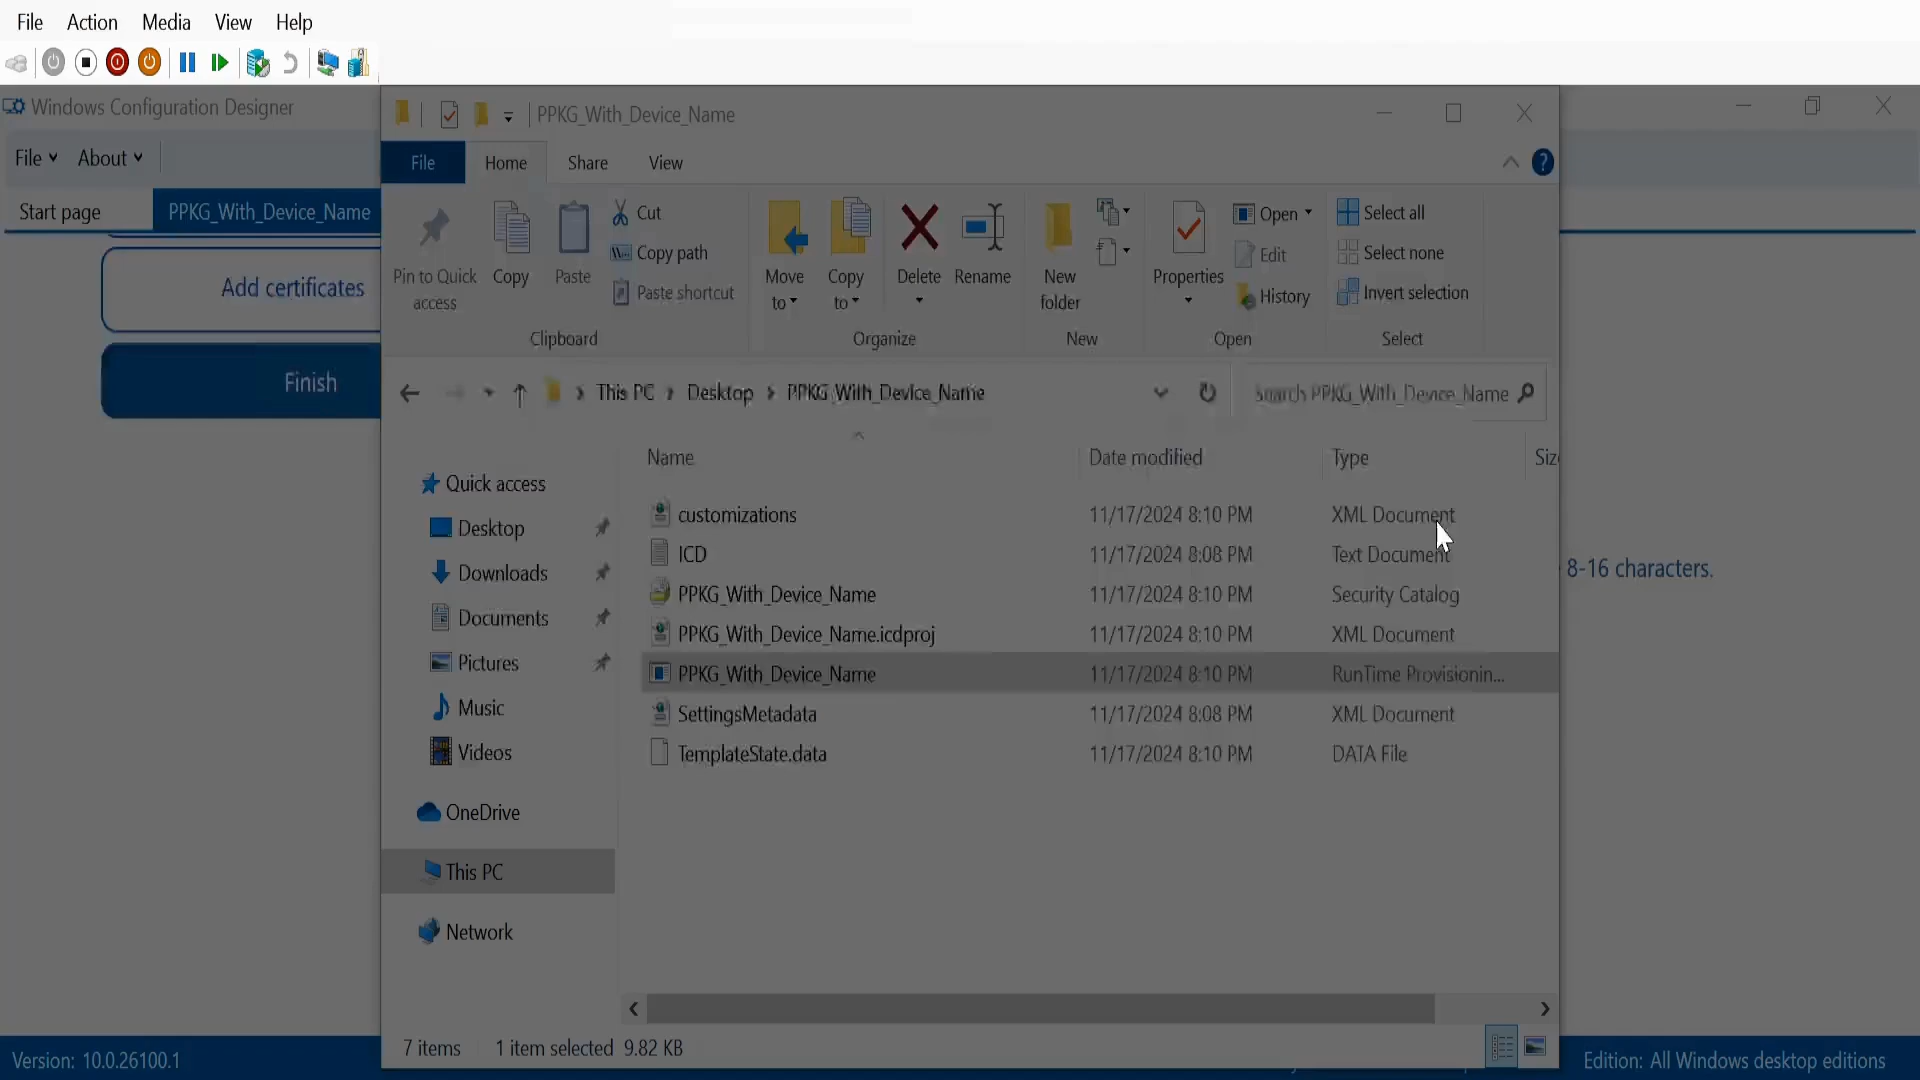 File Action Media View Help
Windows Configuration Designer
File About
Start page PPKG_With_Device_Name
Add certificates
Finish
PPKG_With_Device_Name
File Home Share View
Pin to Quick access
Copy
Paste
Cut
Copy path
Paste shortcut
Clipboard
Move to
Copy to
Delete
Rename
Organize
New folder
New
Properties
Open
Edit
History
Open
Select all
Select none
Invert selection
Select
This PC Desktop PPKG_With_Device_Name
Search PPKG_With_Device_Name
Quick access
Desktop
Downloads
Documents
Pictures
Music
Videos
OneDrive
This PC
Network
Name Date modified Type Size
customizations 11/17/2024 8:10 PM XML Document
ICD 11/17/2024 8:08 PM Text Document
PPKG_With_Device_Name 11/17/2024 8:10 PM Security Catalog
PPKG_With_Device_Name.icdproj 11/17/2024 8:10 PM XML Document
PPKG_With_Device_Name 11/17/2024 8:10 PM RunTime Provisionin...
SettingsMetadata 11/17/2024 8:08 PM XML Document
TemplateState.data 11/17/2024 8:10 PM DATA File
8-16 characters.
7 items 1 item selected 9.82 KB
Version: 10.0.26100.1
Edition: All Windows desktop editions